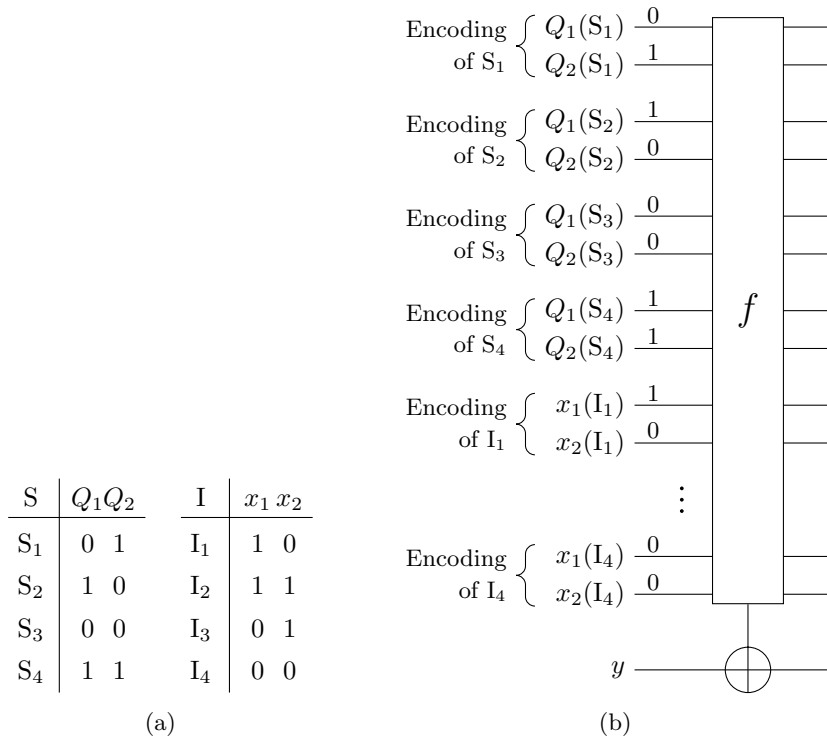 S Q₁Q₂
S₁ 0 1
S₂ 1 0
S₃ 0 0
S₄ 1 1
I x₁ x₂
I₁ 1 0
I₂ 1 1
I₃ 0 1
I₄ 0 0
(a)
Encoding
of S₁
Q₁(S₁) 0
Q₂(S₁) 1
Encoding
of S₂
Q₁(S₂) 1
Q₂(S₂) 0
Encoding
of S₃
Q₁(S₃) 0
Q₂(S₃) 0
Encoding
of S₄
Q₁(S₄) 1
Q₂(S₄) 1
Encoding
of I₁
x₁(I₁) 1
x₂(I₁) 0
⋮
Encoding
of I₄
x₁(I₄) 0
x₂(I₄) 0
f
y
(b)